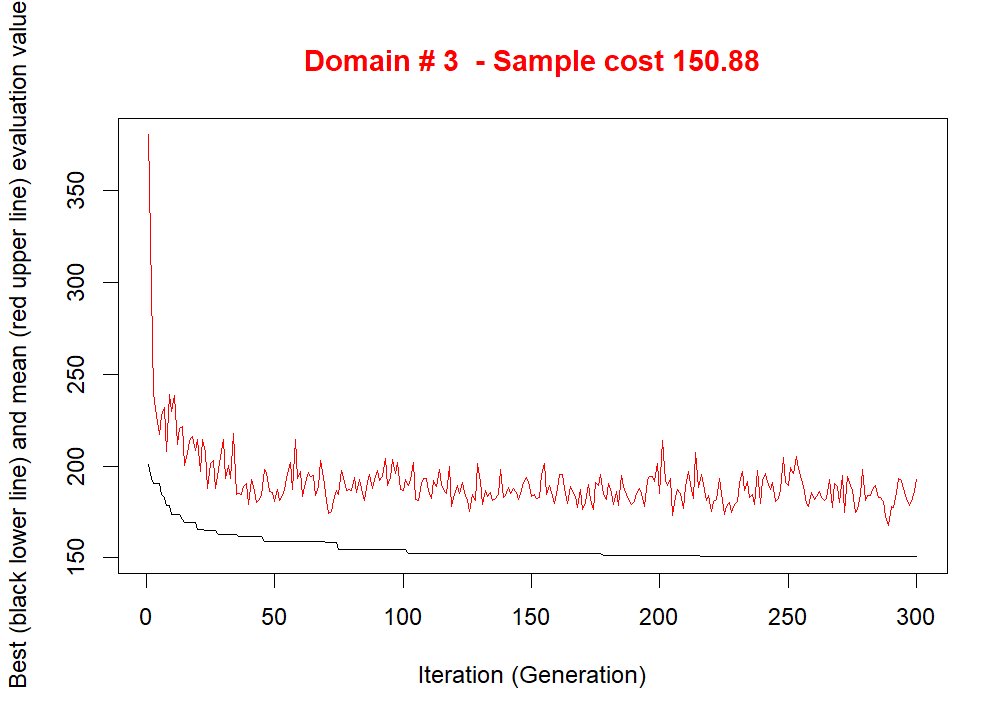 Domain # 3  - Sample cost 150.88
Best (black lower line) and mean (red upper line) evaluation value
350
300
250
200
150
0 50 100 150 200 250 300
Iteration (Generation)